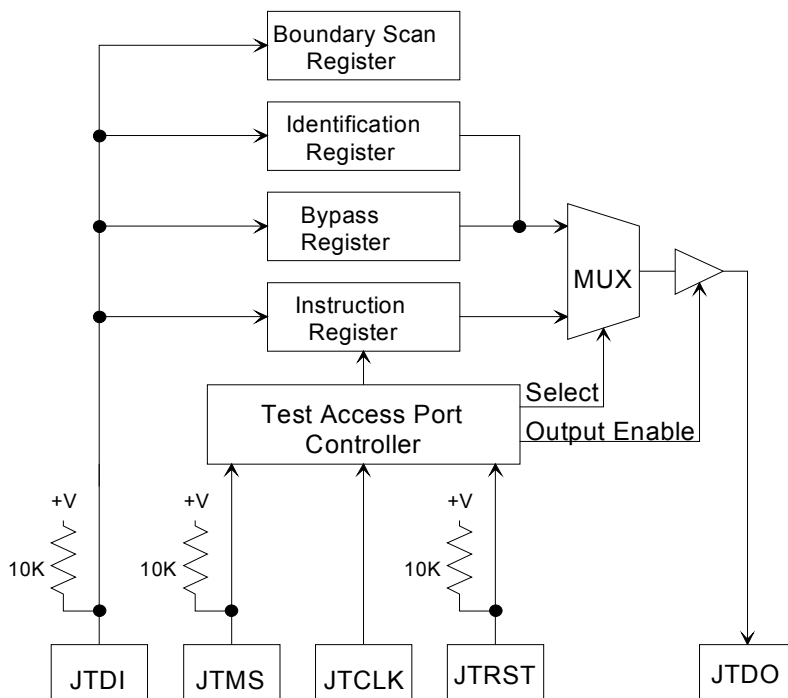 Boundary Scan
Register
Identification
Register
Bypass
Register
MUX
Instruction
Register
Select
Test Access Port
Controller
Output Enable
+V
+V
+V
10K
10K
10K
JTDI
JTMS
JTCLK
JTRST
JTDO